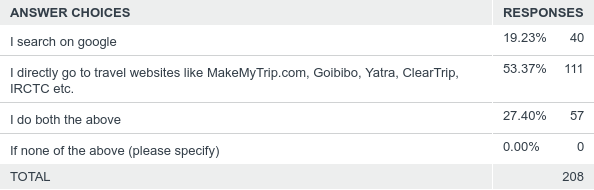 ANSWER CHOICES RESPONSES
I search on google 19.23% 40
I directly go to travel websites like MakeMyTrip.com, Goibibo, Yatra, ClearTrip, 53.37% 111
IRCTC etc.
I do both the above 27.40% 57
If none of the above (please specify) 0.00% 0
TOTAL 208